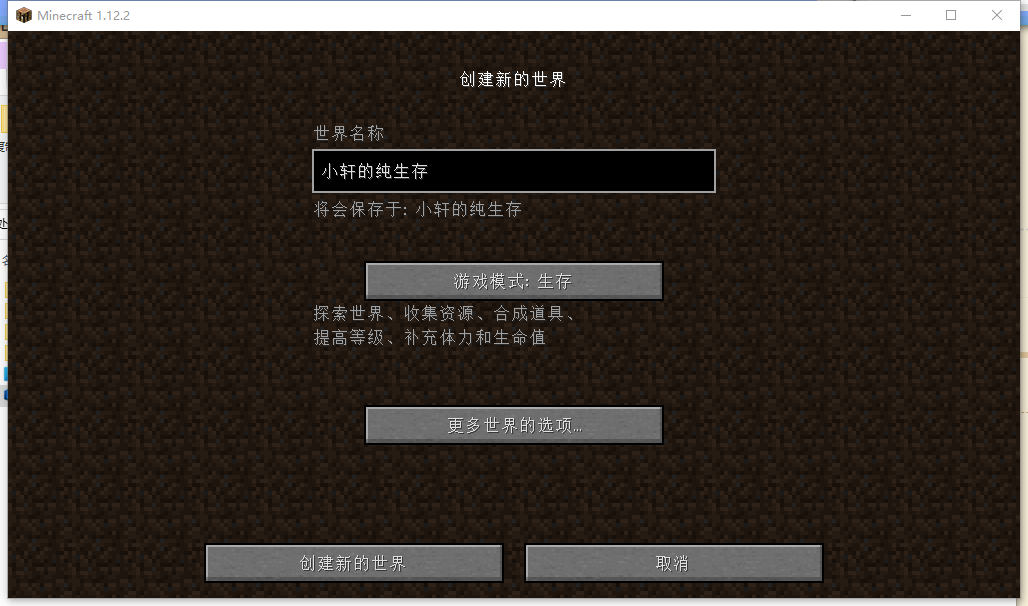 Minecraft 1.12.2
创建新的世界
世界名称
小轩的纯生存
将会保存于: 小轩的纯生存
游戏模式: 生存
探索世界、收集资源、合成道具、
提高等级、补充体力和生命值
更多世界的选项...
创建新的世界
取消